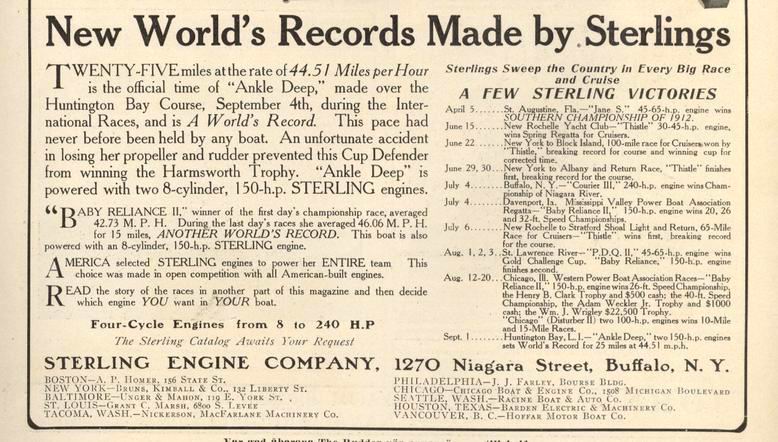 New World's Records Made by Sterlings
TWENTY-FIVE miles at the rate of 44.51 Miles per Hour
is the official time of "Ankle Deep," made over the
Huntington Bay Course, September 4th, during the Inter-
national Races, and is A World's Record. This pace had
never before been held by any boat. An unfortunate accident
in losing her propeller and rudder prevented this Cup Defender
from winning the Harmsworth Trophy. "Ankle Deep" is
powered with two 8-cylinder, 150-h.p. STERLING engines.
"BABY RELIANCE II," winner of the first day's championship race, averaged
42.73 M. P. H. During the last day's races she averaged 46.06 M. P. H.
for 15 miles, ANOTHER WORLD'S RECORD. This boat is also
powered with an 8-cylinder, 150-h.p. STERLING engine.
AMERICA selected STERLING engines to power her ENTIRE team This
choice was made in open competition with all American-built engines.
READ the story of the races in another part of this magazine and then decide
which engine YOU want in YOUR boat.
Four-Cycle Engines from 8 to 240 H.P
The Sterling Catalog Awaits Your Request
Sterlings Sweep the Country in Every Big Race
and Cruise
A FEW STERLING VICTORIES
April 5.......St. Augustine, Fla.—"Jane S." 45-65-h.p. engine wins
SOUTHERN CHAMPIONSHIP OF 1912.
June 15.......New Rochelle Yacht Club—"Thistle" 30-45-h.p. engine,
wins Spring Regatta for Cruisers.
June 22.......New York to Block Island, 100-mile race for Cruisers won by
"Thistle," breaking record for course and winning cup for
corrected time.
June 29, 30...New York to Albany and Return Race, "Thistle" finishes
first, breaking record for the course.
July 4........Buffalo, N. Y.—"Courier III," 240-h.p. engine wins Cham-
pionship of Niagara River.
July 4........Davenport, Ia. Mississippi Valley Power Boat Association
Regatta—"Baby Reliance II," 150-h.p. engine wins 20, 26
and 32-ft. Speed Championships.
July 6........New Rochelle to Stratford Shoal Light and Return, 65-Mile
Race for Cruisers—"Thistle" wins first, breaking record
for the course.
Aug. 1, 2, 3..St. Lawrence River—"P.D.Q. II," 45-65-h.p. engine wins
Gold Challenge Cup. "Baby Reliance," 150-h.p. engine
finishes second.
Aug. 12-20....Chicago, Ill. Western Power Boat Association Races—"Baby
Reliance II," 150-h.p. engine wins 26-ft. Speed Championship,
the Henry B. Clark Trophy and $500 cash; the 40-ft. Speed
Championship, the Adam Weckler Jr. Trophy and $1000
cash; the Wm. J. Wrigley $22,500 Trophy.
"Chicago" (Disturber II) two 100-h.p. engines wins 10-Mile
and 15-Mile Races.
Sept. 1.......Huntington Bay, L. I.—"Ankle Deep," two 150-h.p. engines
sets World's Record for 25 miles at 44.51 m.p.h.
STERLING ENGINE COMPANY, 1270 Niagara Street, Buffalo, N. Y.
BOSTON—A. P. Homer, 156 State St.
NEW YORK—Bruns, Kimball & Co., 132 Liberty St.
BALTIMORE—Unger & Mahon, 119 E. York St.
ST. LOUIS—Grant C. Marsh, 6800 S. Levee
TACOMA, WASH.—Nickerson, MacFarlane Machinery Co.
PHILADELPHIA—J. J. Farley, Bourse Bldg.
CHICAGO—Chicago Boat & Engine Co., 1508 Michigan Boulevard
SEATTLE, WASH.—Racine Boat & Auto Co.
HOUSTON, TEXAS—Barden Electric & Machinery Co.
VANCOUVER, B. C.—Hoffar Motor Boat Co.